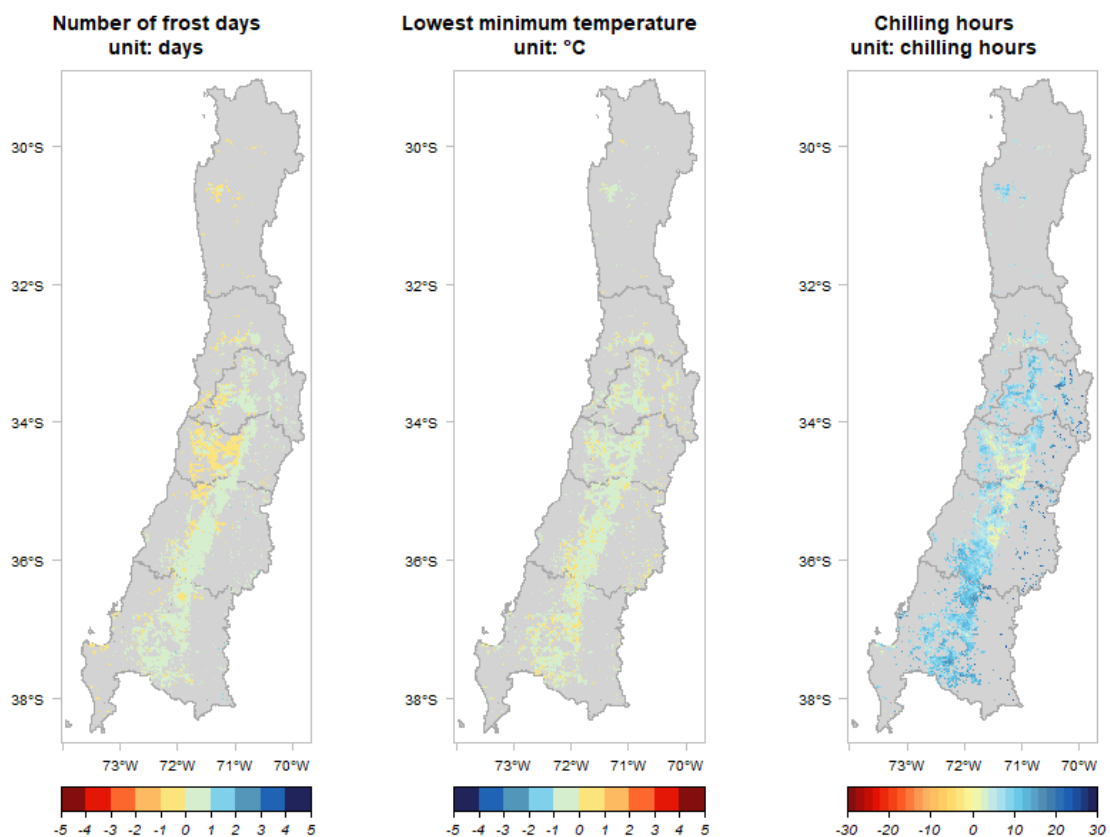 Number of frost days
unit: days
Lowest minimum temperature
unit: °C
Chilling hours
unit: chilling hours
30°S
32°S
34°S
36°S
38°S
73°W 72°W 71°W 70°W
-5 -4 -3 -2 -1 0 1 2 3 4 5
30°S
32°S
34°S
36°S
38°S
73°W 72°W 71°W 70°W
-5 -4 -3 -2 -1 0 1 2 3 4 5
30°S
32°S
34°S
36°S
38°S
73°W 72°W 71°W 70°W
-30 -20 -10 0 10 20 30